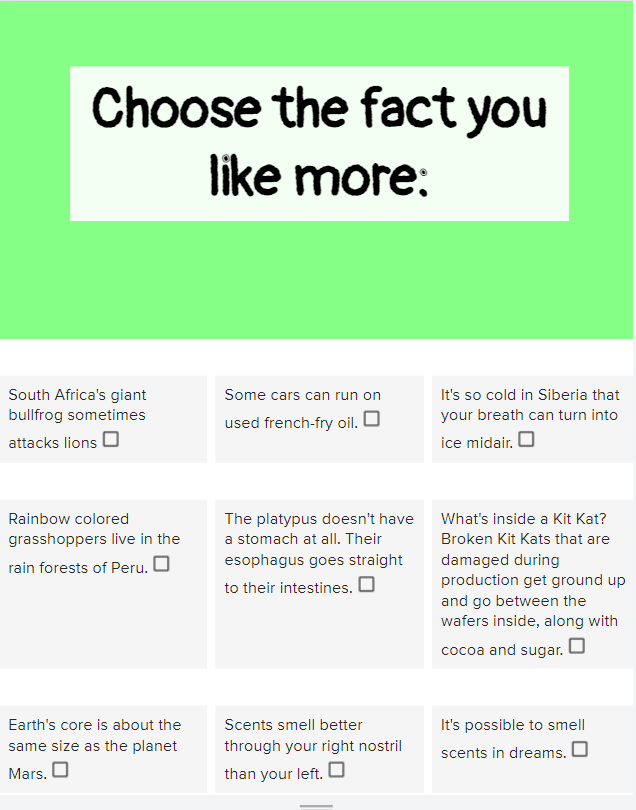 Choose the fact you
like more:
South Africa's giant
bullfrog sometimes
attacks lions
Some cars can run on
used french-fry oil.
It's so cold in Siberia that
your breath can turn into
ice midair.
Rainbow colored
grasshoppers live in the
rain forests of Peru.
The platypus doesn't have
a stomach at all. Their
esophagus goes straight
to their intestines.
What's inside a Kit Kat?
Broken Kit Kats that are
damaged during
production get ground up
and go between the
wafers inside, along with
cocoa and sugar.
Earth's core is about the
same size as the planet
Mars.
Scents smell better
through your right nostril
than your left.
It's possible to smell
scents in dreams.